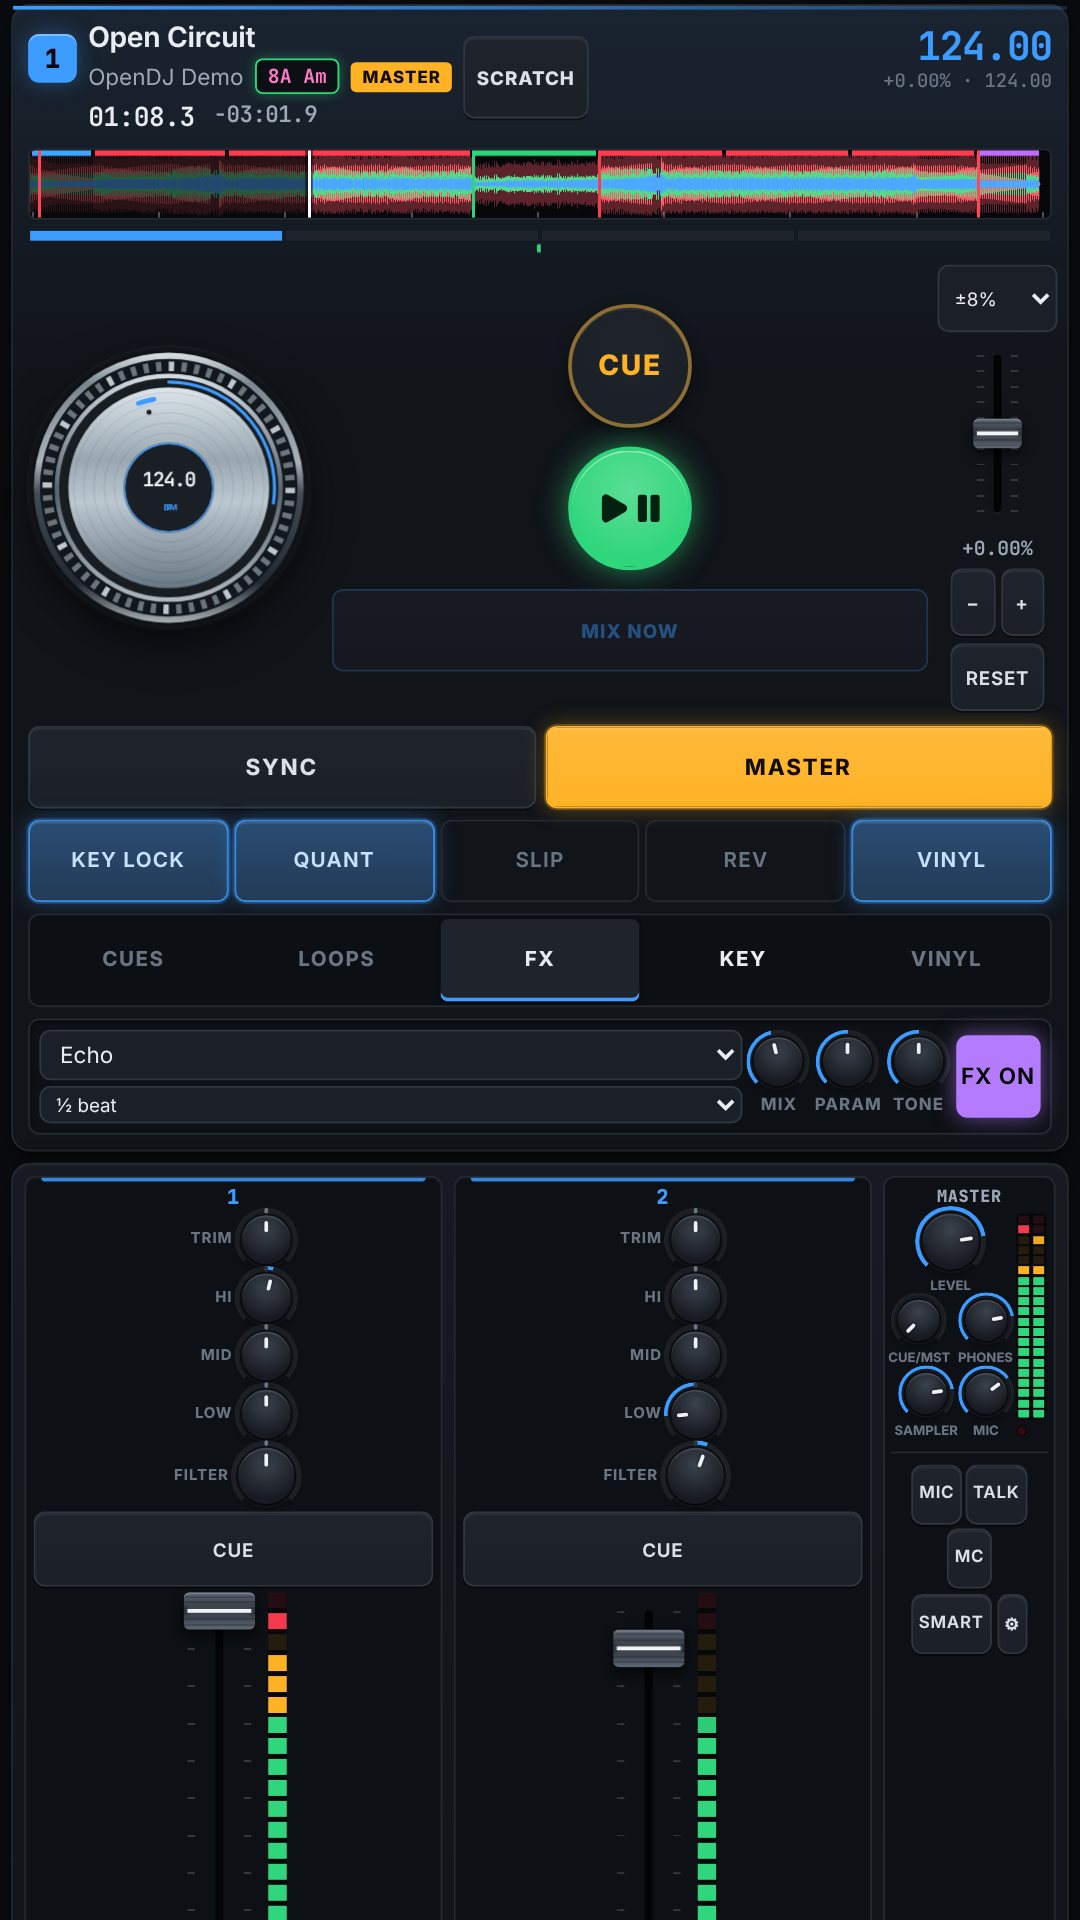 1
Open Circuit
OpenDJ Demo 8A Am MASTER
01:08.3 -03:01.9
SCRATCH
124.00
+0.00% · 124.00
±8%
CUE
124.0
BPM
+0.00%
MIX NOW
- +
RESET
SYNC MASTER
KEY LOCK QUANT SLIP REV VINYL
CUES LOOPS FX KEY VINYL
Echo
½ beat
MIX PARAM TONE
FX ON
1
TRIM
HI
MID
LOW
FILTER
CUE
2
TRIM
HI
MID
LOW
FILTER
CUE
MASTER
LEVEL
CUE/MST PHONES
SAMPLER MIC
MIC TALK
MC
SMART ⚙